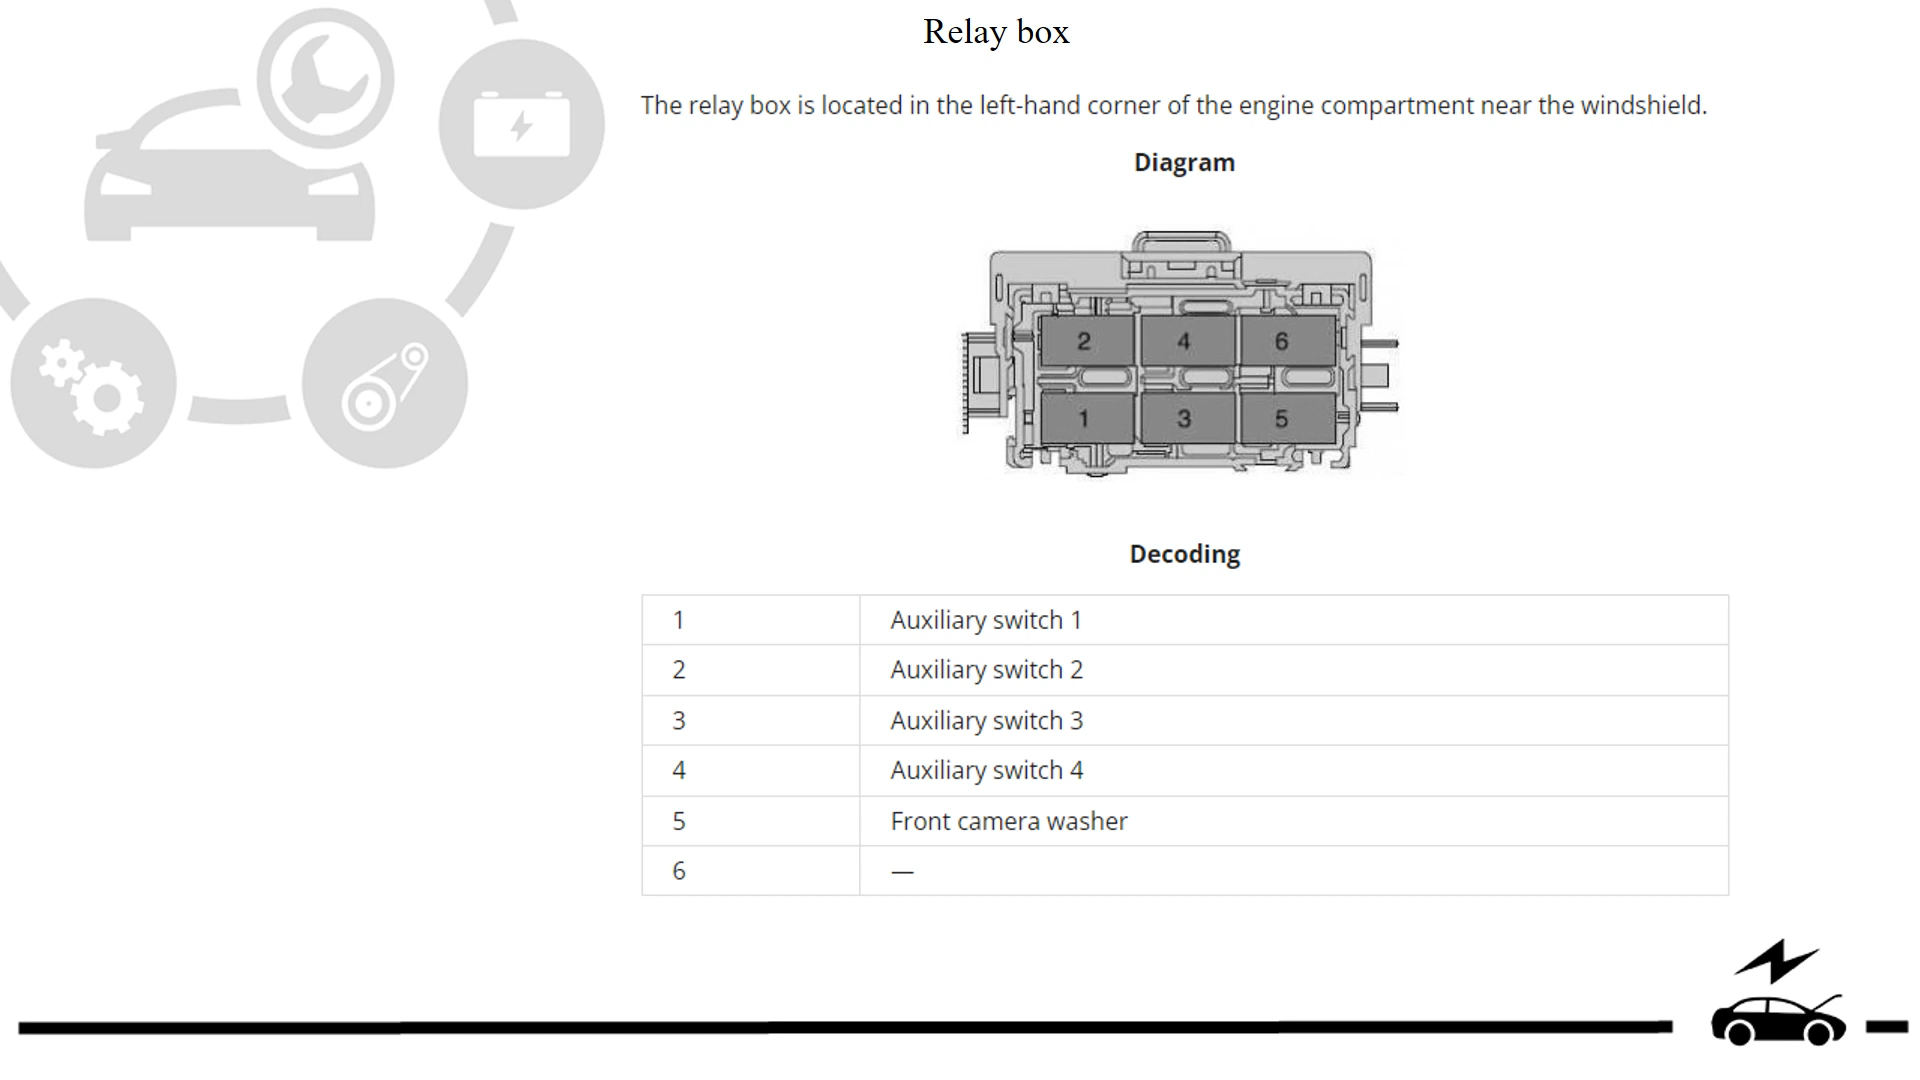 Relay box
The relay box is located in the left-hand corner of the engine compartment near the windshield.
Diagram
2 4 6
1 3 5
Decoding
1 Auxiliary switch 1
2 Auxiliary switch 2
3 Auxiliary switch 3
4 Auxiliary switch 4
5 Front camera washer
6 —